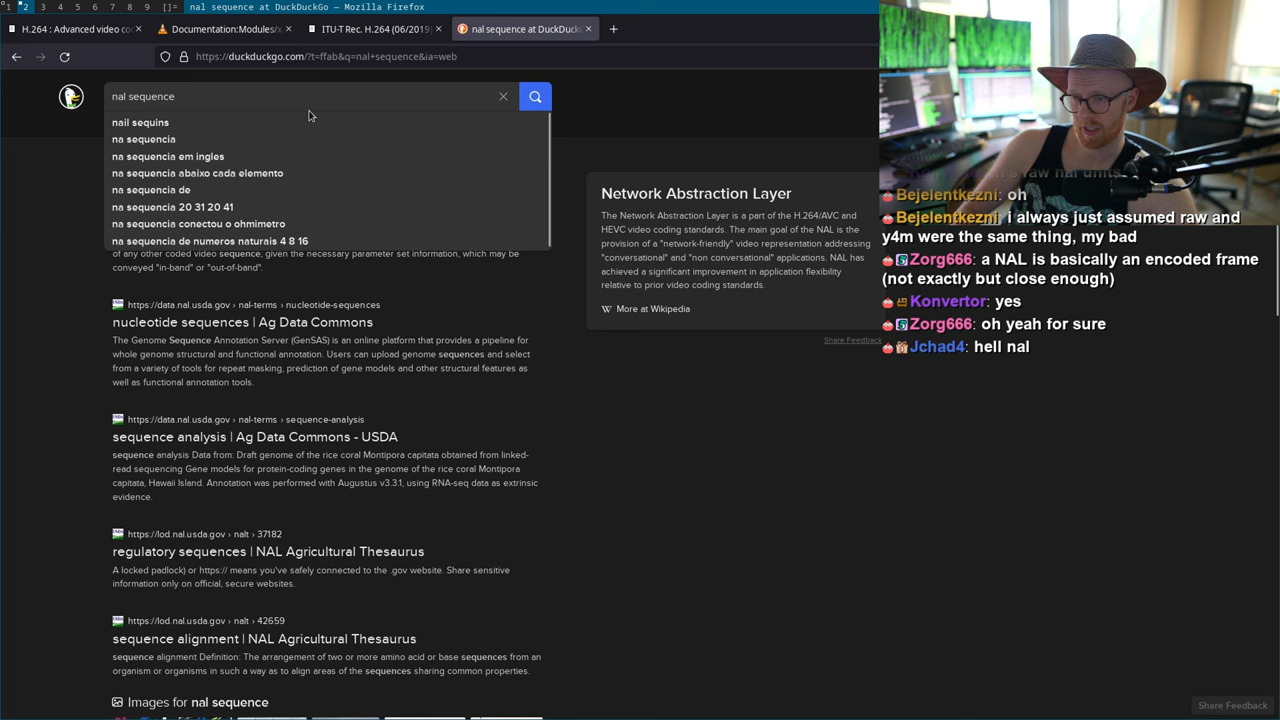 1 2 3 4 5 6 7 8 9 []= nal sequence at DuckDuckGo — Mozilla Firefox
H.264 : Advanced video co
Documentation:Modules/
ITU-T Rec. H.264 (06/2019)
nal sequence at DuckDuck
https://duckduckgo.com/?t=ffab&q=nal+sequence&ia=web
nal sequence
nail sequins
na sequencia
na sequencia em ingles
na sequencia abaixo cada elemento
na sequencia de
na sequencia 20 31 20 41
na sequencia conectou o ohmimetro
na sequencia de numeros naturais 4 8 16
of any other coded video sequence, given the necessary parameter set information, which may be
conveyed "in-band" or "out-of-band".
https://data.nal.usda.gov › nal-terms › nucleotide-sequences
nucleotide sequences | Ag Data Commons
The Genome Sequence Annotation Server (GenSAS) is an online platform that provides a pipeline for
whole genome structural and functional annotation. Users can upload genome sequences and select
from a variety of tools for repeat masking, prediction of gene models and other structural features as
well as functional annotation tools.
https://data.nal.usda.gov › nal-terms › sequence-analysis
sequence analysis | Ag Data Commons - USDA
sequence analysis Data from: Draft genome of the rice coral Montipora capitata obtained from linked-
read sequencing Gene models for protein-coding genes in the genome of the rice coral Montipora
capitata, Hawaii Island. Annotation was performed with Augustus v3.3.1, using RNA-seq data as extrinsic
evidence.
https://lod.nal.usda.gov › nalt › 37182
regulatory sequences | NAL Agricultural Thesaurus
A locked padlock) or https:// means you've safely connected to the .gov website. Share sensitive
information only on official, secure websites.
https://lod.nal.usda.gov › nalt › 42659
sequence alignment | NAL Agricultural Thesaurus
sequence alignment Definition: The arrangement of two or more amino acid or base sequences from an
organism or organisms in such a way as to align areas of the sequences sharing common properties.
Images for nal sequence
Network Abstraction Layer
The Network Abstraction Layer is a part of the H.264/AVC and
HEVC video coding standards. The main goal of the NAL is the
provision of a "network-friendly" video representation addressing
"conversational" and "non conversational" applications. NAL has
achieved a significant improvement in application flexibility
relative to prior video coding standards.
W More at Wikipedia
Share Feedback
raw nal units
Bejelentkezni: oh
Bejelentkezni: i always just assumed raw and
y4m were the same thing, my bad
Zorg666: a NAL is basically an encoded frame
(not exactly but close enough)
Konvertor: yes
Zorg666: oh yeah for sure
Jchad4: hell nal
Share Feedback